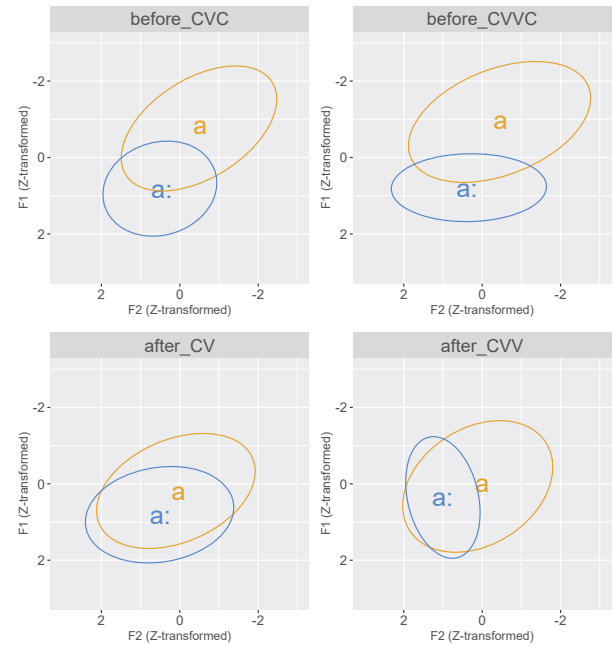 before_CVC
before_CVVC
F1 (Z-transformed)
-2
0
2
a
a:
2
0
-2
F2 (Z-transformed)
F1 (Z-transformed)
-2
0
2
a
a:
2
0
-2
F2 (Z-transformed)
after_CV
after_CVV
F1 (Z-transformed)
-2
0
2
a
a:
2
0
-2
F2 (Z-transformed)
F1 (Z-transformed)
-2
0
2
a
a:
2
0
-2
F2 (Z-transformed)